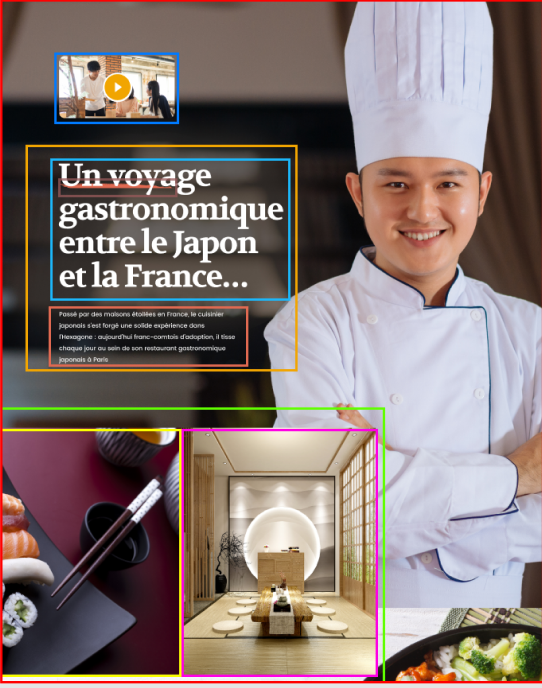 Un voyage
gastronomique
entre le Japon
et la France...
Passé par des maisons étoilées en France, le cuisinier
japonais s'est forgé une solide expérience dans
l'Hexagone : aujourd'hui franc-comtois d'adoption, il tisse
chaque jour au sein de son restaurant gastronomique
japonais à Paris